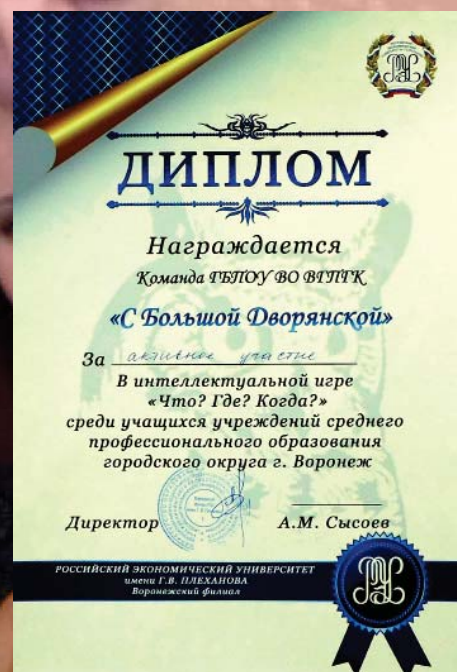 ДИПЛОМ
Награждается
Команда ГБПОУ ВО ВГПГК
«С Большой Дворянской»
За активное участие
В интеллектуальной игре
«Что? Где? Когда?»
среди учащихся учреждений среднего
профессионального образования
городского округа г. Воронеж
Директор А.М. Сысоев
РОССИЙСКИЙ ЭКОНОМИЧЕСКИЙ УНИВЕРСИТЕТ
имени Г.В. ПЛЕХАНОВА
Воронежский филиал